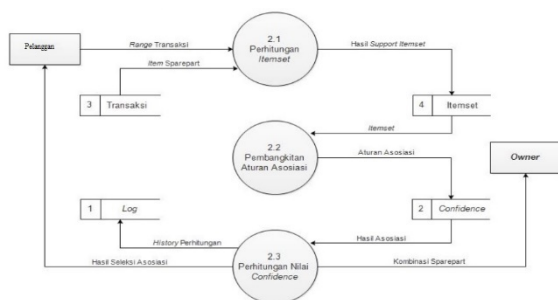 Pelanggan
Range Transaksi
2.1
Perhitungan
Itemset
Hasil Support Itemset
Item Sparepart
3 Transaksi
4 Itemset
Itemset
2.2
Pembangkitan
Aturan Asosiasi
Aturan Asosiasi
Owner
1 Log
2 Confidence
History Perhitungan
Hasil Asosiasi
2.3
Perhitungan Nilai
Confidence
Hasil Seleksi Asosiasi
Kombinasi Sparepart